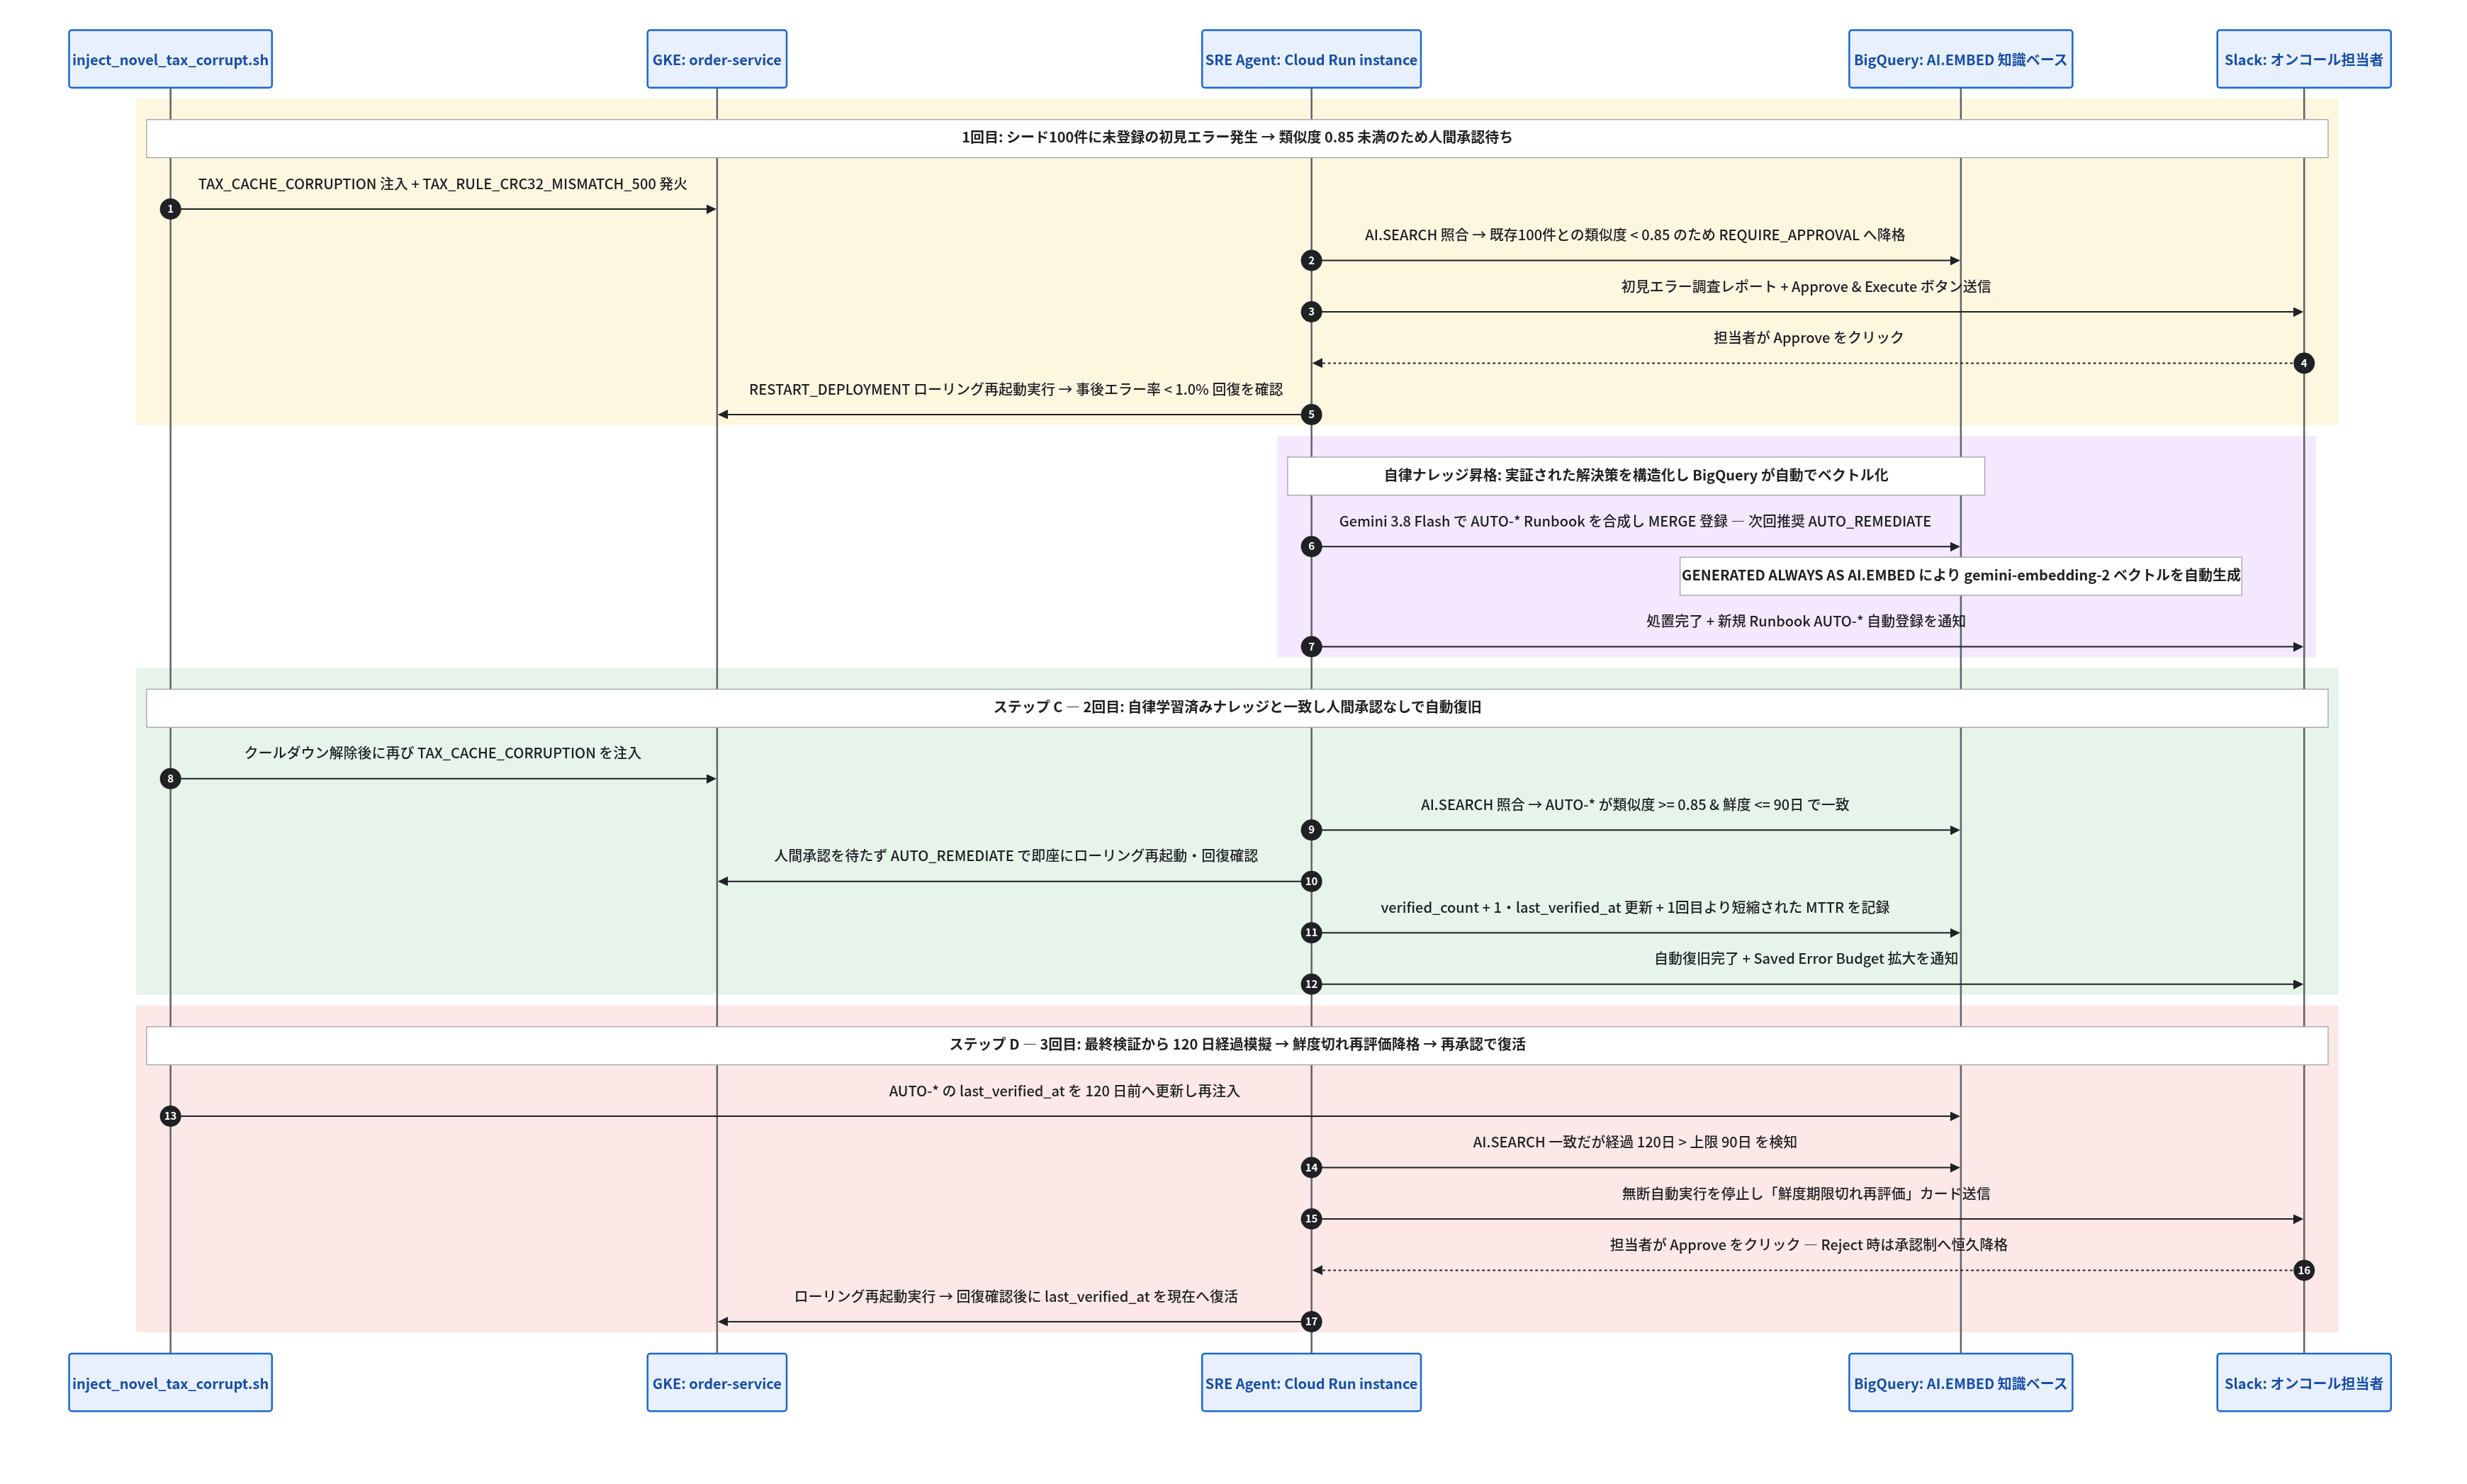 inject_novel_tax_corrupt.sh
GKE: order-service
SRE Agent: Cloud Run instance
BigQuery: AI.EMBED 知識ベース
Slack: オンコール担当者
1回目: シード100件に未登録の初見エラー発生 → 類似度 0.85 未満のため人間承認待ち
TAX_CACHE_CORRUPTION 注入 + TAX_RULE_CRC32_MISMATCH_500 発火
1
AI.SEARCH 照合 → 既存100件との類似度 < 0.85 のため REQUIRE_APPROVAL へ降格
2
初見エラー調査レポート + Approve & Execute ボタン送信
3
担当者が Approve をクリック
4
RESTART_DEPLOYMENT ローリング再起動実行 → 事後エラー率 < 1.0% 回復を確認
5
自律ナレッジ昇格: 実証された解決策を構造化し BigQuery が自動でベクトル化
Gemini 3.8 Flash で AUTO-* Runbook を合成し MERGE 登録 — 次回推奨 AUTO_REMEDIATE
6
GENERATED ALWAYS AS AI.EMBED により gemini-embedding-2 ベクトルを自動生成
処置完了 + 新規 Runbook AUTO-* 自動登録を通知
7
ステップ C — 2回目: 自律学習済みナレッジと一致し人間承認なしで自動復旧
クールダウン解除後に再び TAX_CACHE_CORRUPTION を注入
8
AI.SEARCH 照合 → AUTO-* が類似度 >= 0.85 & 鮮度 <= 90日 で一致
9
人間承認を待たず AUTO_REMEDIATE で即座にローリング再起動・回復確認
10
verified_count + 1・last_verified_at 更新 + 1回目より短縮された MTTR を記録
11
自動復旧完了 + Saved Error Budget 拡大を通知
12
ステップ D — 3回目: 最終検証から 120 日経過模擬 → 鮮度切れ再評価降格 → 再承認で復活
AUTO-* の last_verified_at を 120 日前へ更新し再注入
13
AI.SEARCH 一致だが経過 120日 > 上限 90日 を検知
14
無断自動実行を停止し「鮮度期限切れ再評価」カード送信
15
担当者が Approve をクリック — Reject 時は承認制へ恒久降格
16
ローリング再起動実行 → 回復確認後に last_verified_at を現在へ復活
17
inject_novel_tax_corrupt.sh
GKE: order-service
SRE Agent: Cloud Run instance
BigQuery: AI.EMBED 知識ベース
Slack: オンコール担当者